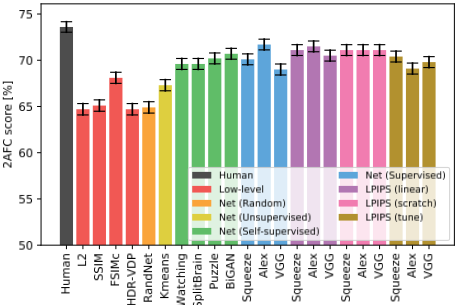 2AFC score [%]
75
70
65
60
55
50
Human
Low-level
Net (Random)
Net (Unsupervised)
Net (Self-supervised)
Net (Supervised)
LPIPS (linear)
LPIPS (scratch)
LPIPS (tune)
Human
L2
SSIM
FSIMc
HDR-VDP
RandNet
Kmeans
Watching
SplitBrain
Puzzle
BiGAN
Squeeze
Alex
VGG
Squeeze
Alex
VGG
Squeeze
Alex
VGG
Squeeze
Alex
VGG